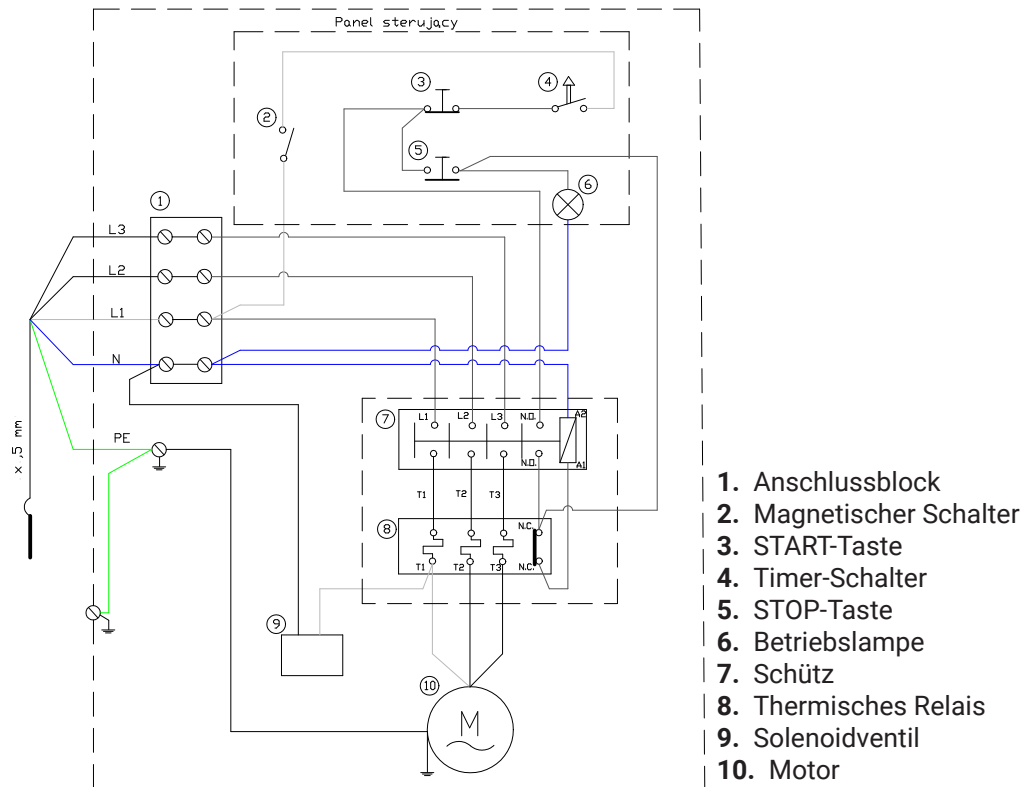 Panel sterujący
3
4
2
5
6
1
L3
L2
L1
N
PE
x ,5 mm
7
L1 L2 L3 N.O. A2
N.O. A1
T1 T2 T3
8
N.C.
T1 T2 T3 N.C.
9
10
M
1. Anschlussblock
2. Magnetischer Schalter
3. START-Taste
4. Timer-Schalter
5. STOP-Taste
6. Betriebslampe
7. Schütz
8. Thermisches Relais
9. Solenoidventil
10. Motor